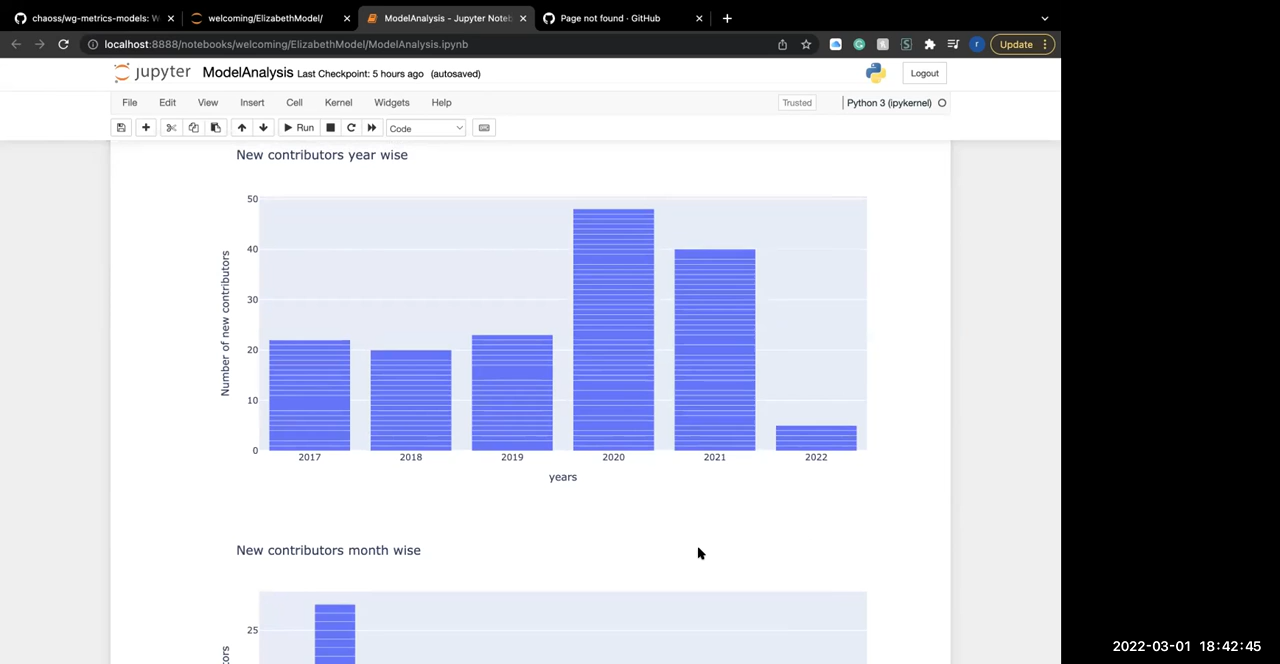 chaoss/wg-metrics-models: W
welcoming/ElizabethModel/
ModelAnalysis - Jupyter Noteb
Page not found · GitHub
localhost:8888/notebooks/welcoming/ElizabethModel/ModelAnalysis.ipynb
r
Update
jupyter ModelAnalysis Last Checkpoint: 5 hours ago (autosaved)
Logout
File Edit View Insert Cell Kernel Widgets Help
Trusted
Python 3 (ipykernel)
Run
Code
New contributors year wise
50
40
30
20
10
0
Number of new contributors
2017 2018 2019 2020 2021 2022
years
New contributors month wise
25
tors
2022-03-01 18:42:45